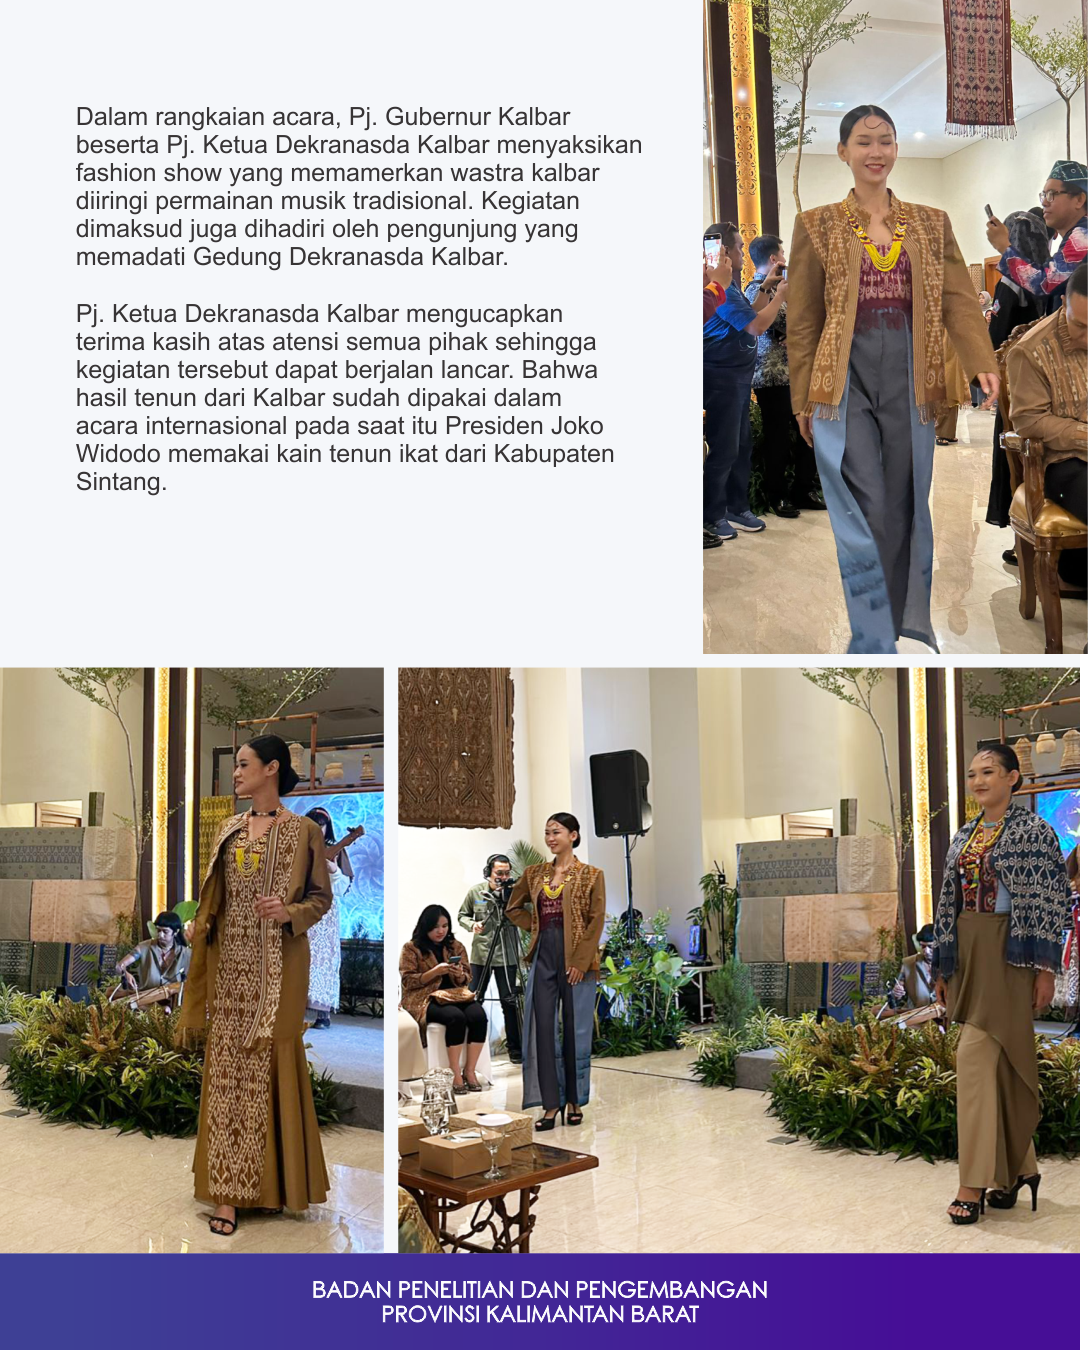 Dalam rangkaian acara, Pj. Gubernur Kalbar
beserta Pj. Ketua Dekranasda Kalbar menyaksikan
fashion show yang memamerkan wastra kalbar
diiringi permainan musik tradisional. Kegiatan
dimaksud juga dihadiri oleh pengunjung yang
memadati Gedung Dekranasda Kalbar.
Pj. Ketua Dekranasda Kalbar mengucapkan
terima kasih atas atensi semua pihak sehingga
kegiatan tersebut dapat berjalan lancar. Bahwa
hasil tenun dari Kalbar sudah dipakai dalam
acara internasional pada saat itu Presiden Joko
Widodo memakai kain tenun ikat dari Kabupaten
Sintang.
BADAN PENELITIAN DAN PENGEMBANGAN
PROVINSI KALIMANTAN BARAT